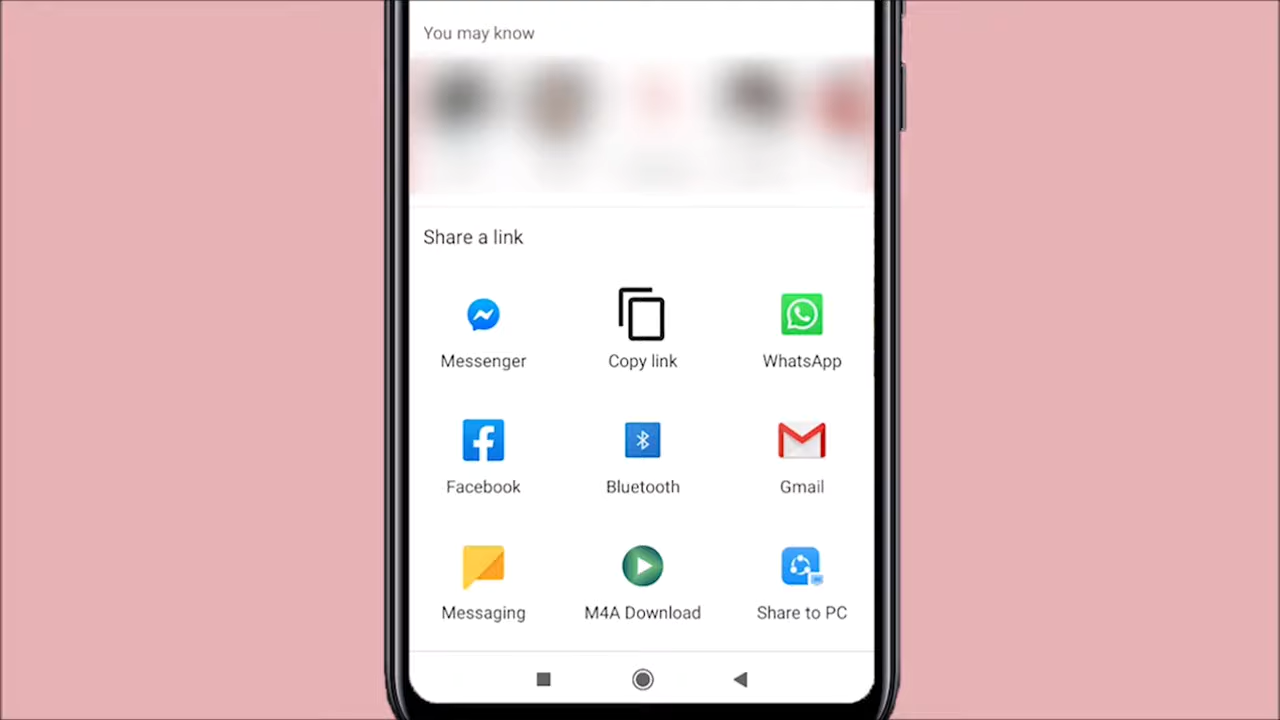 You may know
Share a link
Messenger
Copy link
WhatsApp
Facebook
Bluetooth
Gmail
Messaging
M4A Download
Share to PC